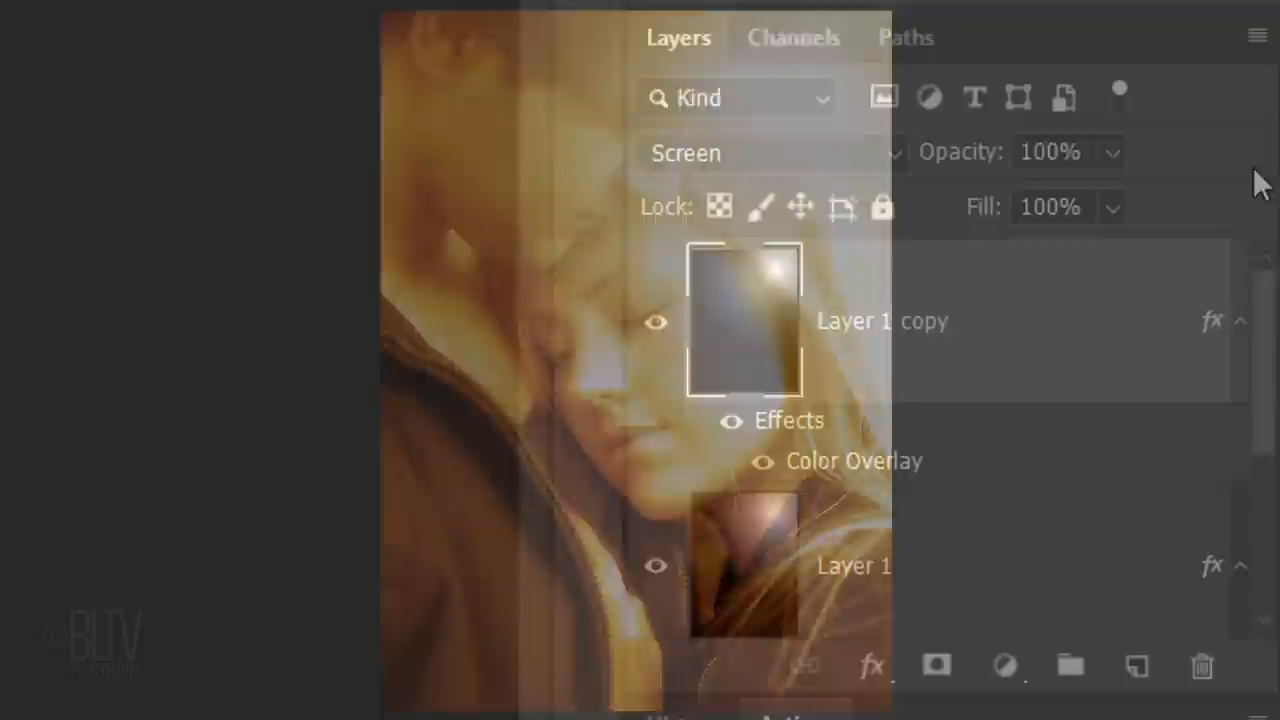 Layers Channels Paths
Kind
Screen Opacity: 100%
Lock: Fill: 100%
Layer 1 copy fx
Effects
Color Overlay
Layer 1 fx
fx
©BLTV